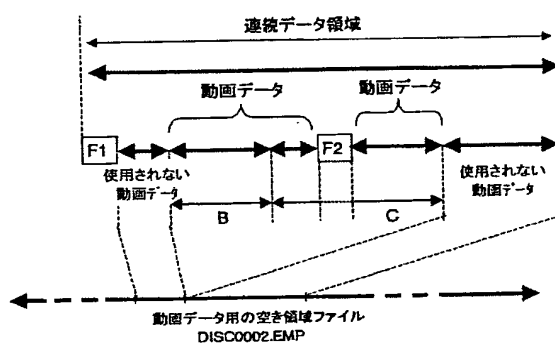 連続データ領域
動画データ
動画データ
F1
F2
使用されない
動画データ
使用されない
動画データ
B
C
動画データ用の空き領域ファイル
DISC0002.EMP